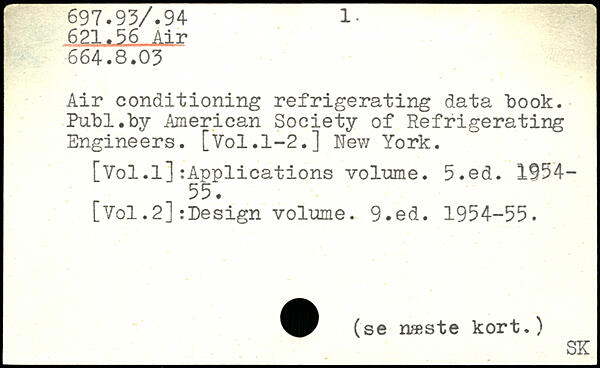 697.93/.94 1.
621.56 Air
664.8.03
Air conditioning refrigerating data book.
Publ.by American Society of Refrigerating
Engineers. [Vol.1-2.] New York.
[Vol.1]:Applications volume. 5.ed. 1954-
55.
[Vol.2]:Design volume. 9.ed. 1954-55.
(se næste kort.)
SK